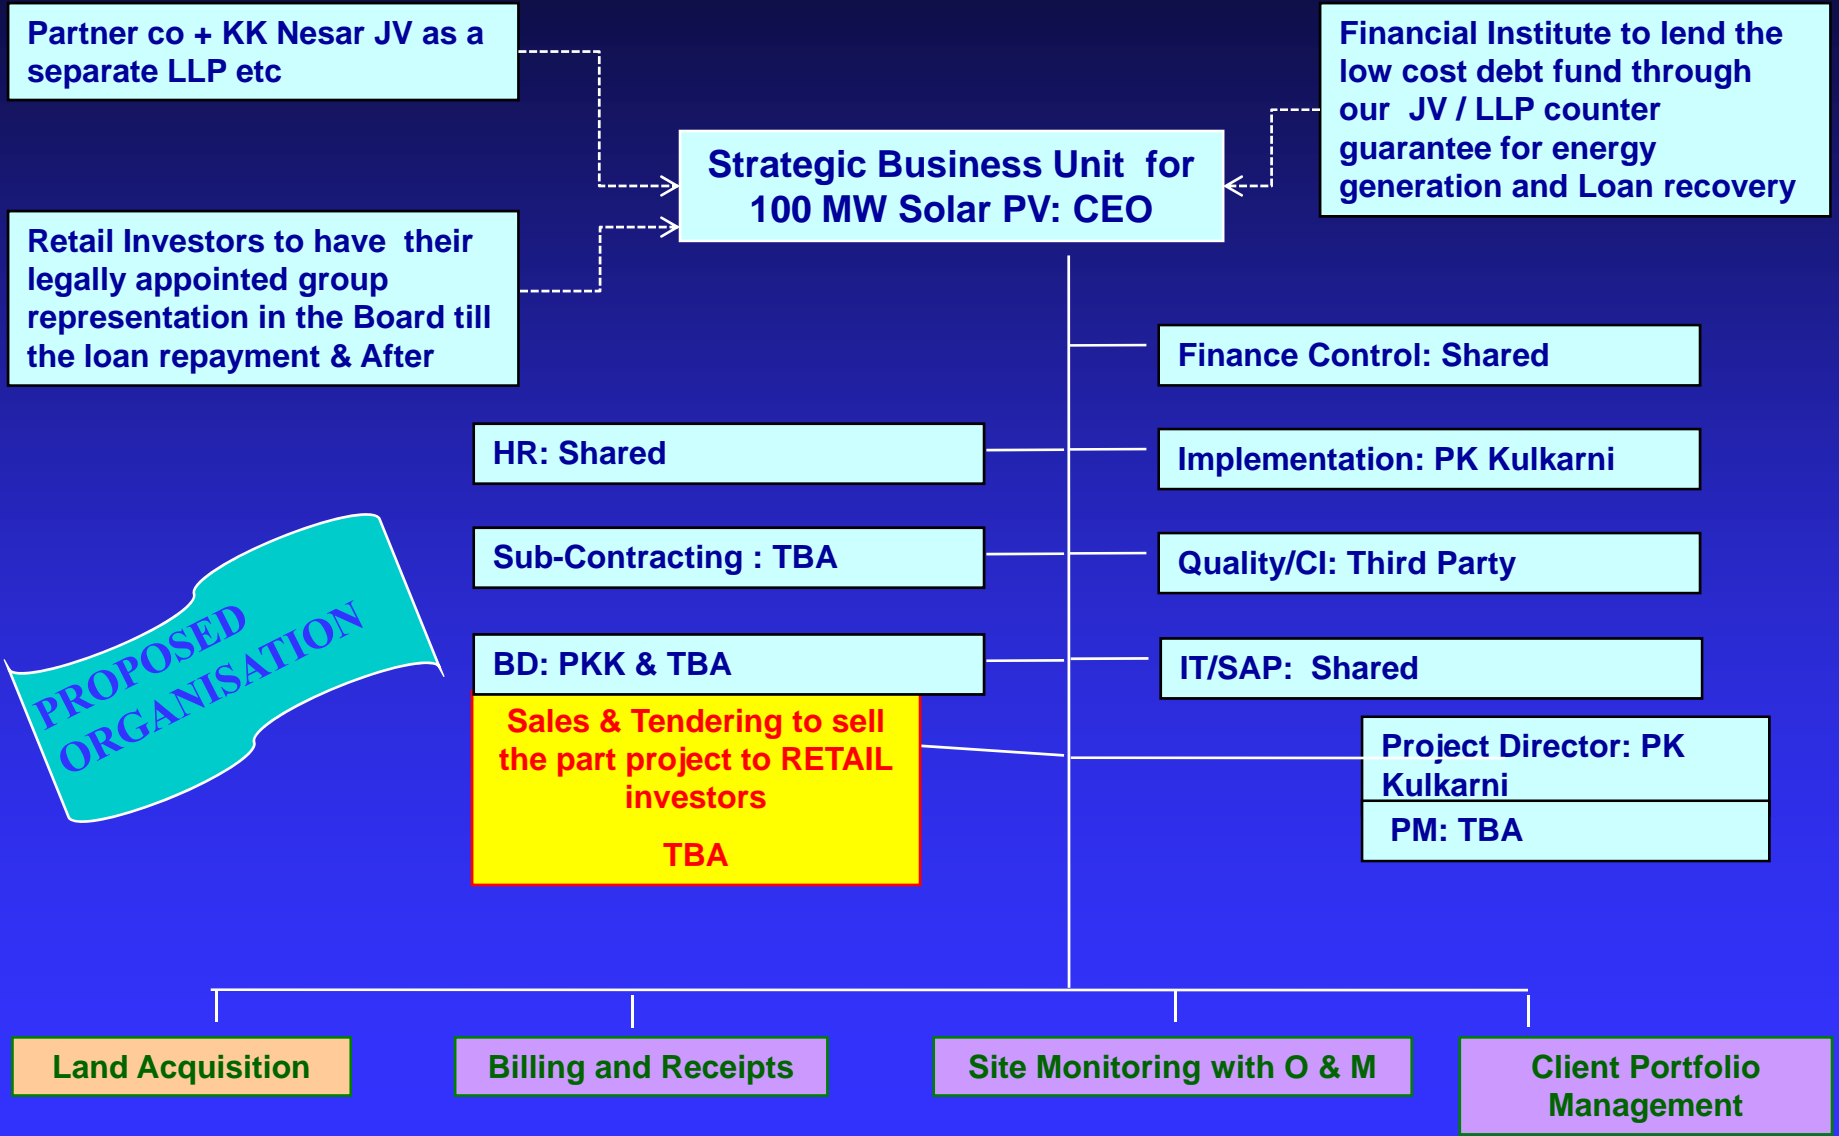 Partner co + KK Nesar JV as a
separate LLP etc
Financial Institute to lend the
low cost debt fund through
our JV / LLP counter
guarantee for energy
generation and Loan recovery
Strategic Business Unit for
100 MW Solar PV: CEO
Retail Investors to have their
legally appointed group
representation in the Board till
the loan repayment & After
Finance Control: Shared
HR: Shared
Implementation: PK Kulkarni
Sub-Contracting : TBA
Quality/CI: Third Party
PROPOSED
ORGANISATION
BD: PKK & TBA
IT/SAP: Shared
Sales & Tendering to sell
the part project to RETAIL
investors
TBA
Project Director: PK
Kulkarni
PM: TBA
Land Acquisition
Billing and Receipts
Site Monitoring with O & M
Client Portfolio
Management